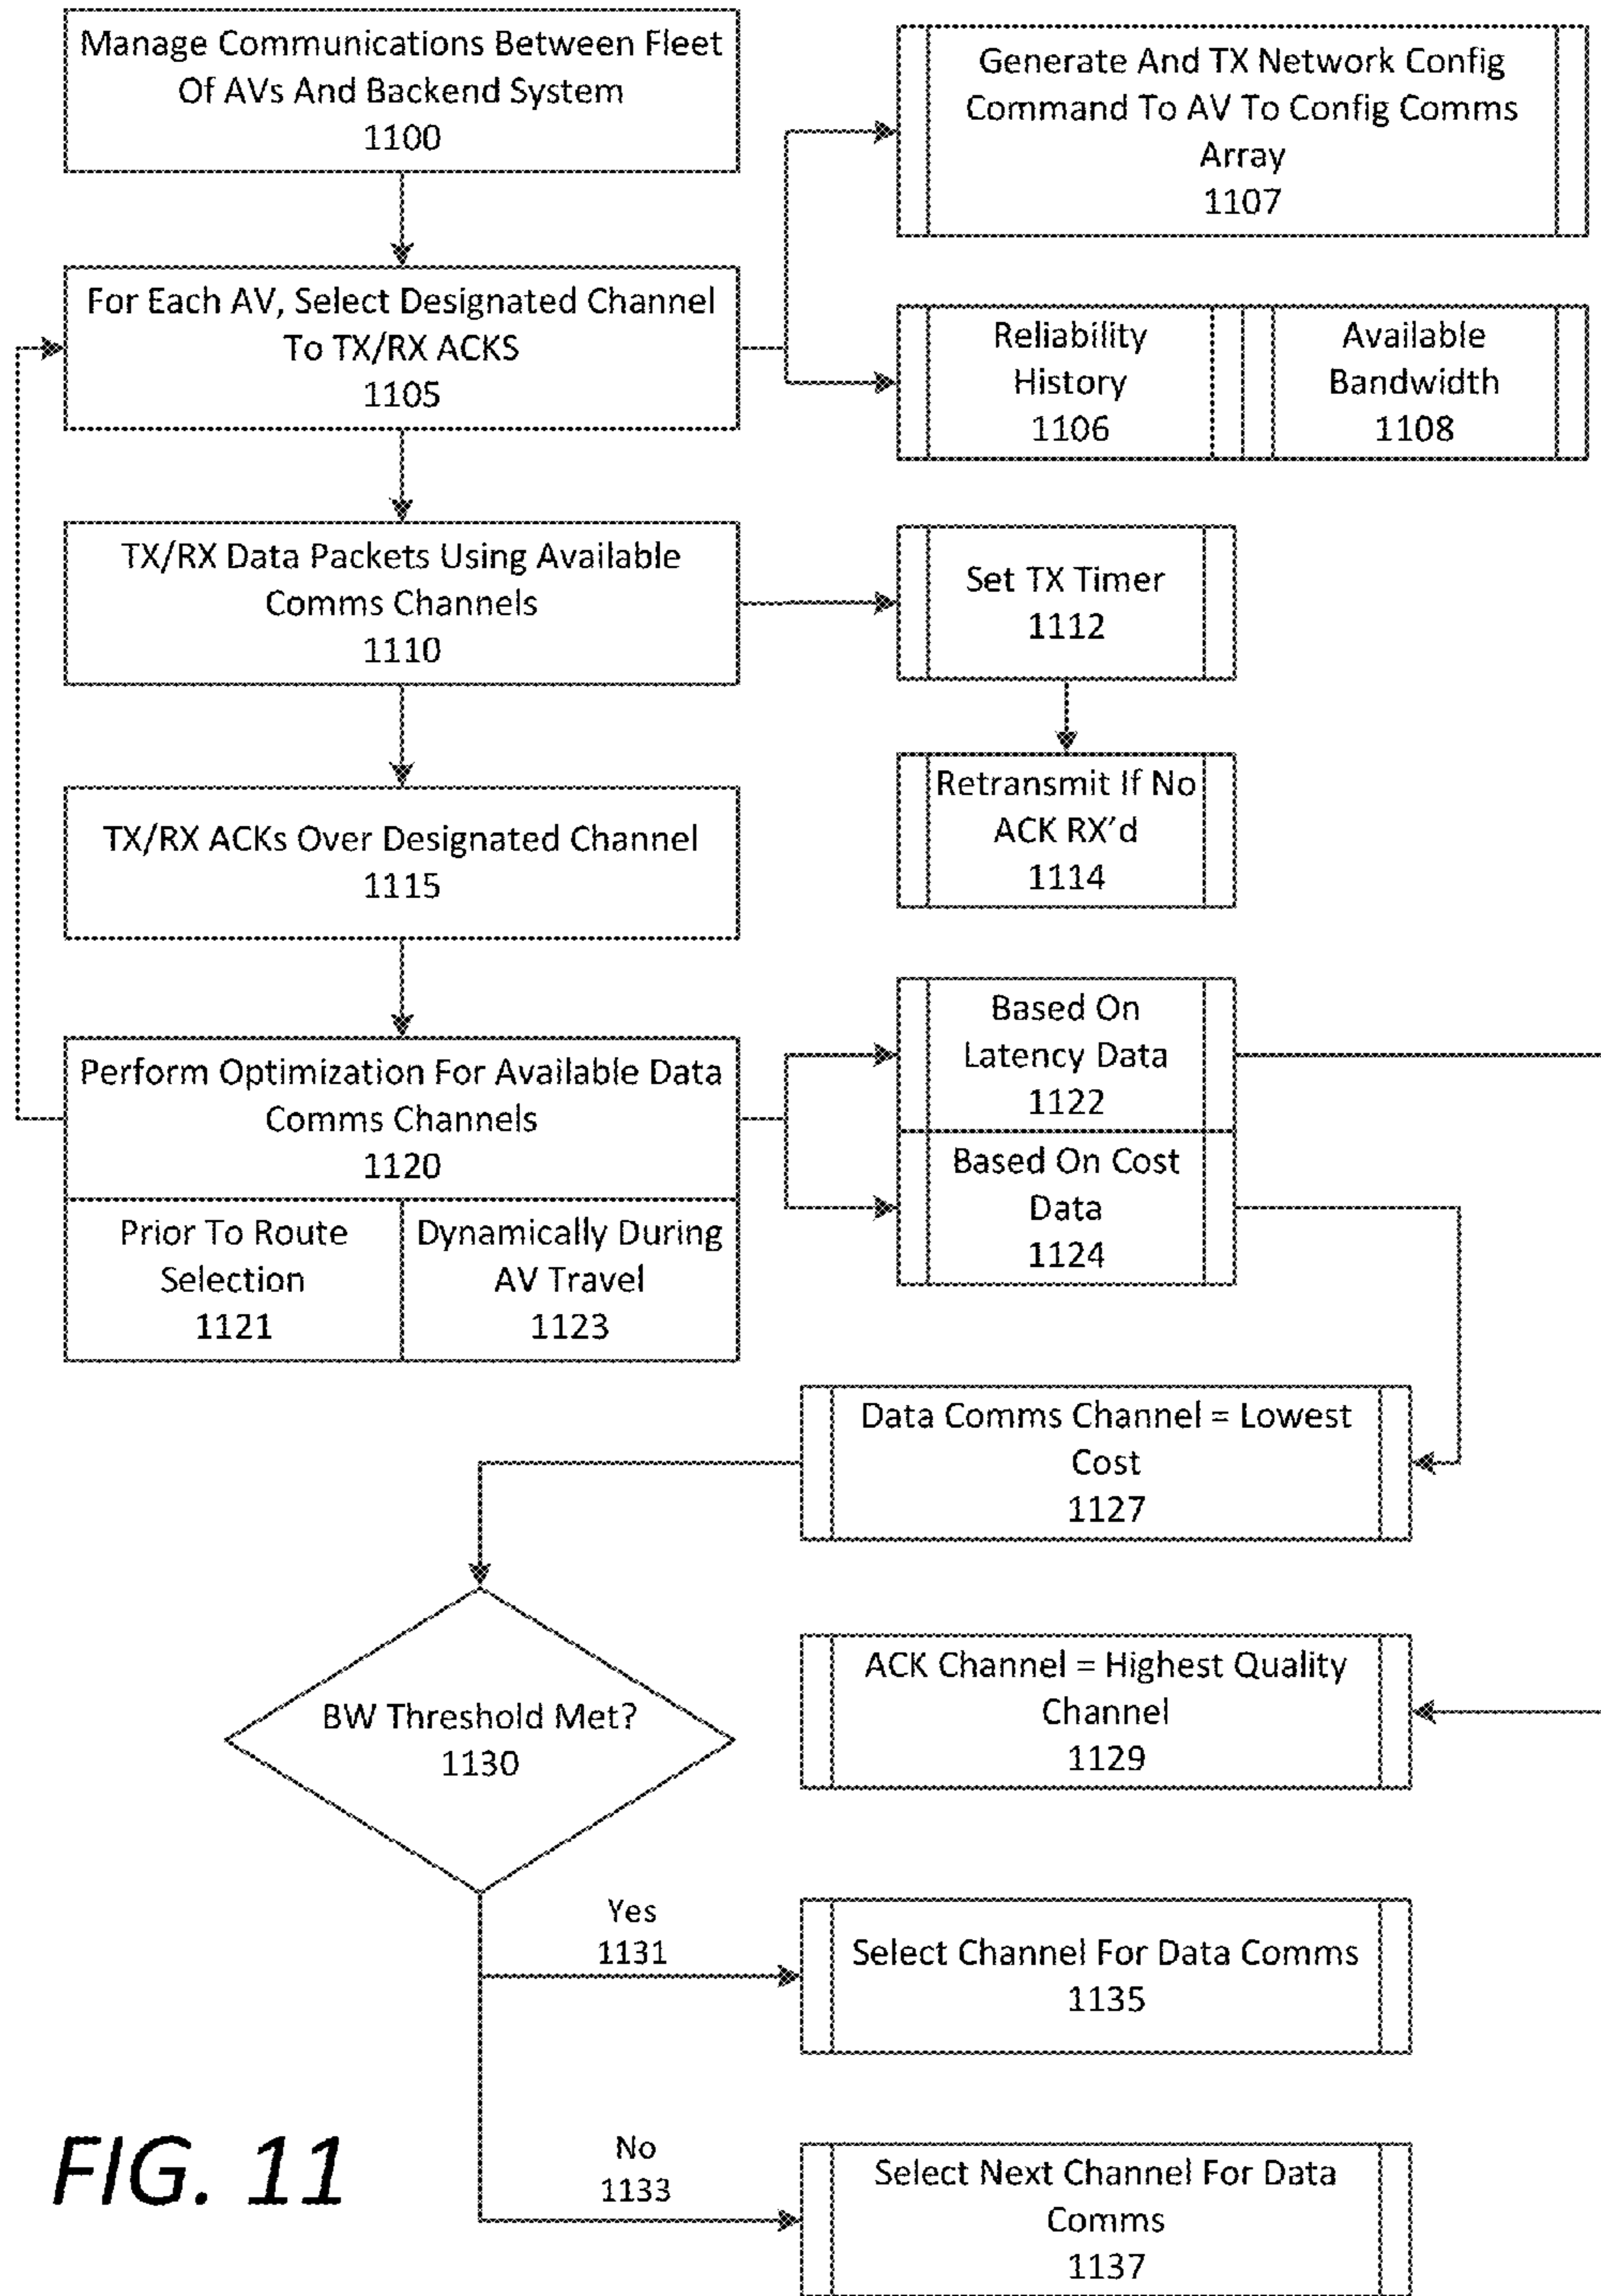 Manage Communications Between Fleet
Of AVs And Backend System
1100
Generate And TX Network Config
Command To AV To Config Comms
Array
1107
For Each AV, Select Designated Channel
To TX/RX ACKS
1105
Reliability
History
1106
Available
Bandwidth
1108
TX/RX Data Packets Using Available
Comms Channels
1110
Set TX Timer
1112
Retransmit If No
ACK RX'd
1114
TX/RX ACKs Over Designated Channel
1115
Perform Optimization For Available Data
Comms Channels
1120
Prior To Route
Selection
1121
Dynamically During
AV Travel
1123
Based On
Latency Data
1122
Based On Cost
Data
1124
Data Comms Channel = Lowest
Cost
1127
ACK Channel = Highest Quality
Channel
1129
BW Threshold Met?
1130
Yes
1131
Select Channel For Data Comms
1135
No
1133
Select Next Channel For Data
Comms
1137
FIG. 11